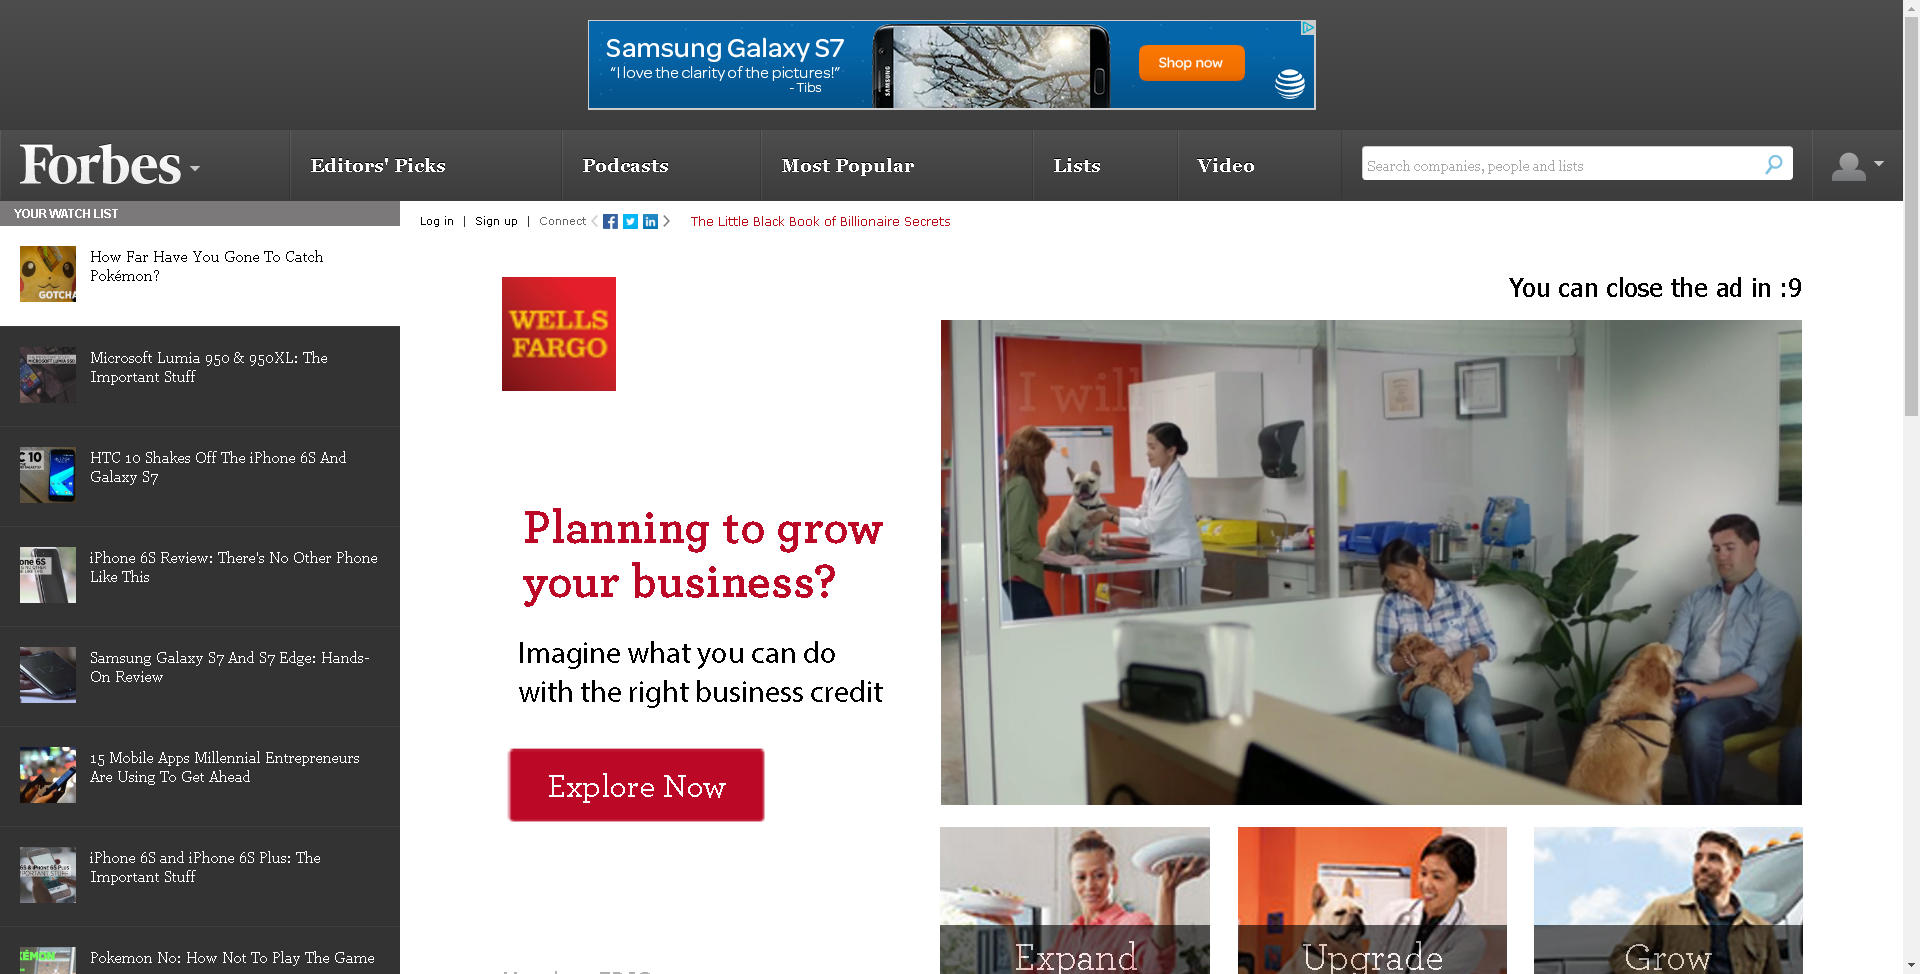 Samsung Galaxy S7
"I love the clarity of the pictures!"
- Tibs
SAMSUNG
Shop now
Forbes
Editors' Picks
Podcasts
Most Popular
Lists
Video
Search companies, people and lists
YOUR WATCH LIST
Log in | Sign up | Connect
The Little Black Book of Billionaire Secrets
How Far Have You Gone To Catch
Pokémon?
GOTCHA
Microsoft Lumia 950 & 950XL: The
Important Stuff
HTC 10 Shakes Off The iPhone 6S And
Galaxy S7
iPhone 6S Review: There's No Other Phone
Like This
Samsung Galaxy S7 And S7 Edge: Hands-
On Review
15 Mobile Apps Millennial Entrepreneurs
Are Using To Get Ahead
iPhone 6S and iPhone 6S Plus: The
Important Stuff
Pokemon No: How Not To Play The Game
WELLS
FARGO
You can close the ad in :9
I will
Planning to grow
your business?
Imagine what you can do
with the right business credit
Explore Now
Expand
Upgrade
Grow